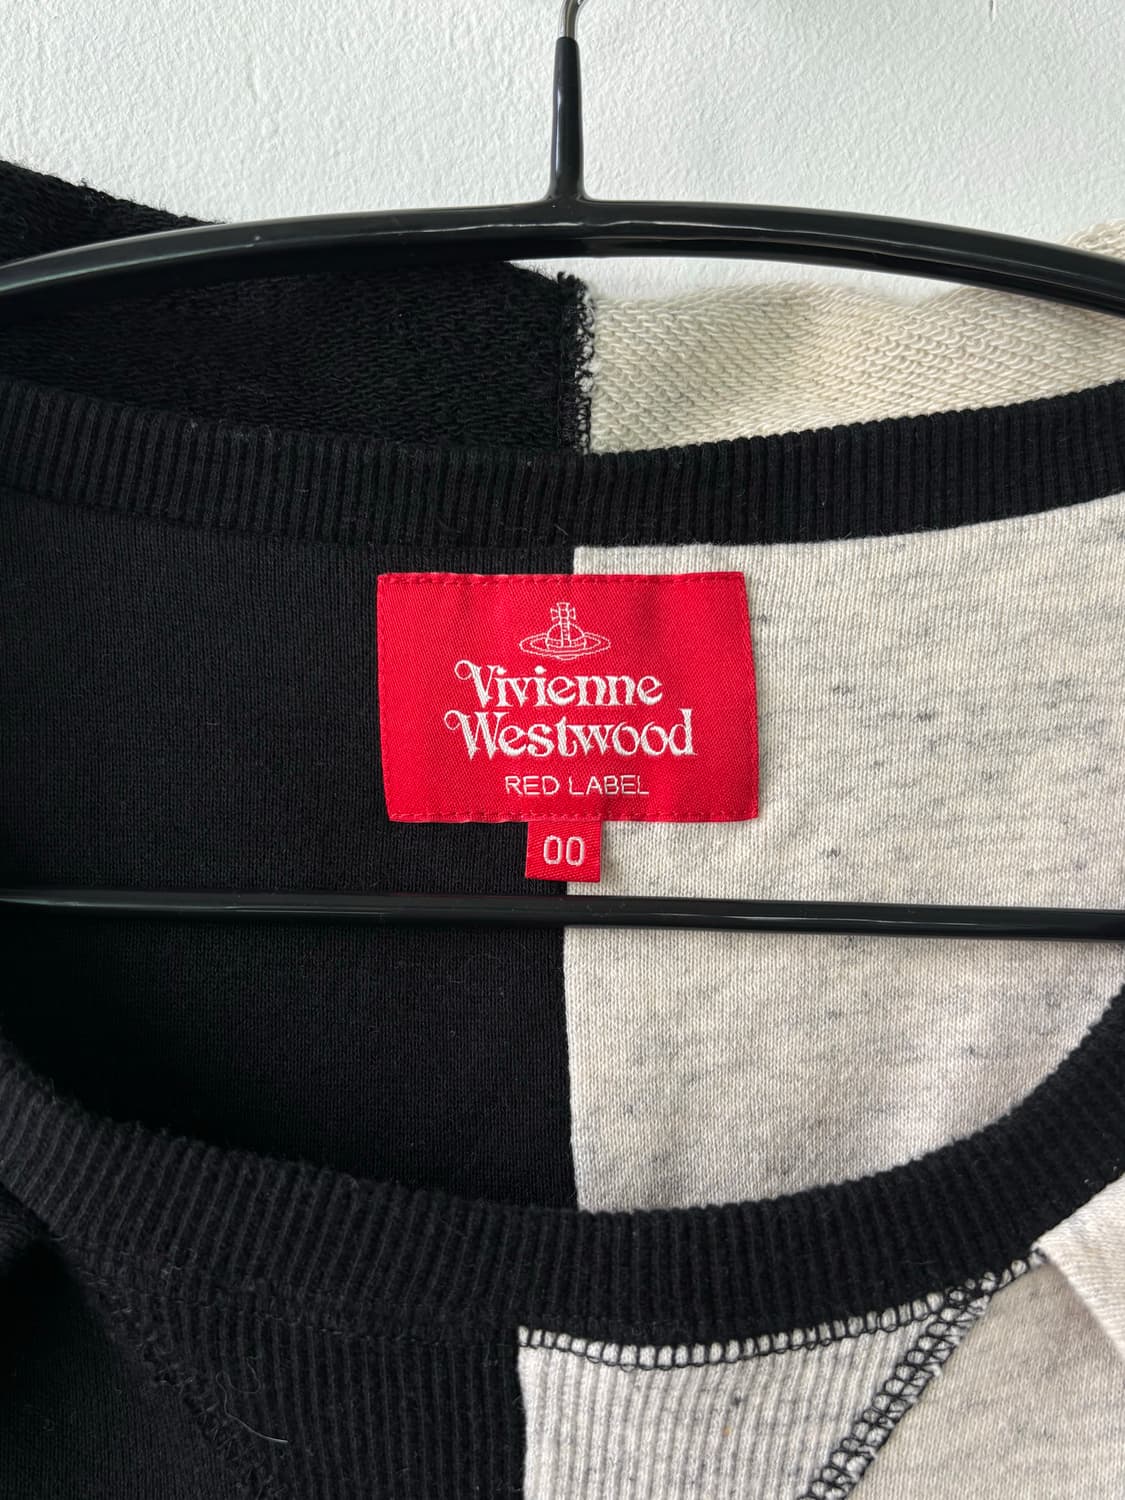 Vivienne
Westwood
RED LABEL
00